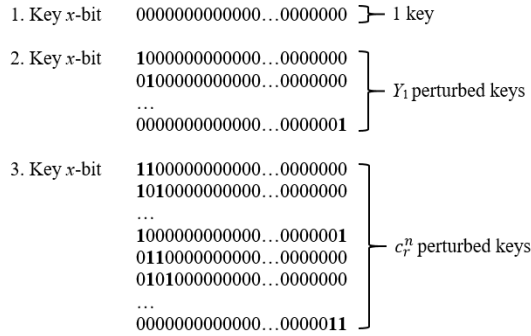 1. Key x-bit 0000000000000…0000000 1 key
2. Key x-bit 1000000000000…0000000
0100000000000…0000000
… Y₁ perturbed keys
0000000000000…0000001
3. Key x-bit 1100000000000…0000000
1010000000000…0000000
…
1000000000000…0000001
0110000000000…0000000 cᵣⁿ perturbed keys
0101000000000…0000000
…
0000000000000…0000011